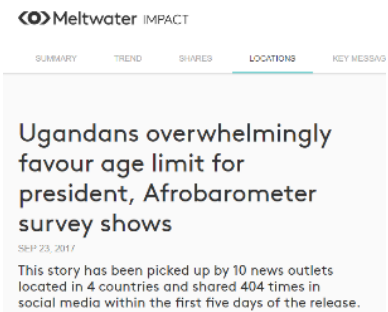 Meltwater IMPACT
SUMMARY TREND SHARES LOCATIONS KEY MESSAG
Ugandans overwhelmingly
favour age limit for
president, Afrobarometer
survey shows
SEP 23, 2017
This story has been picked up by 10 news outlets
located in 4 countries and shared 404 times in
social media within the first five days of the release.